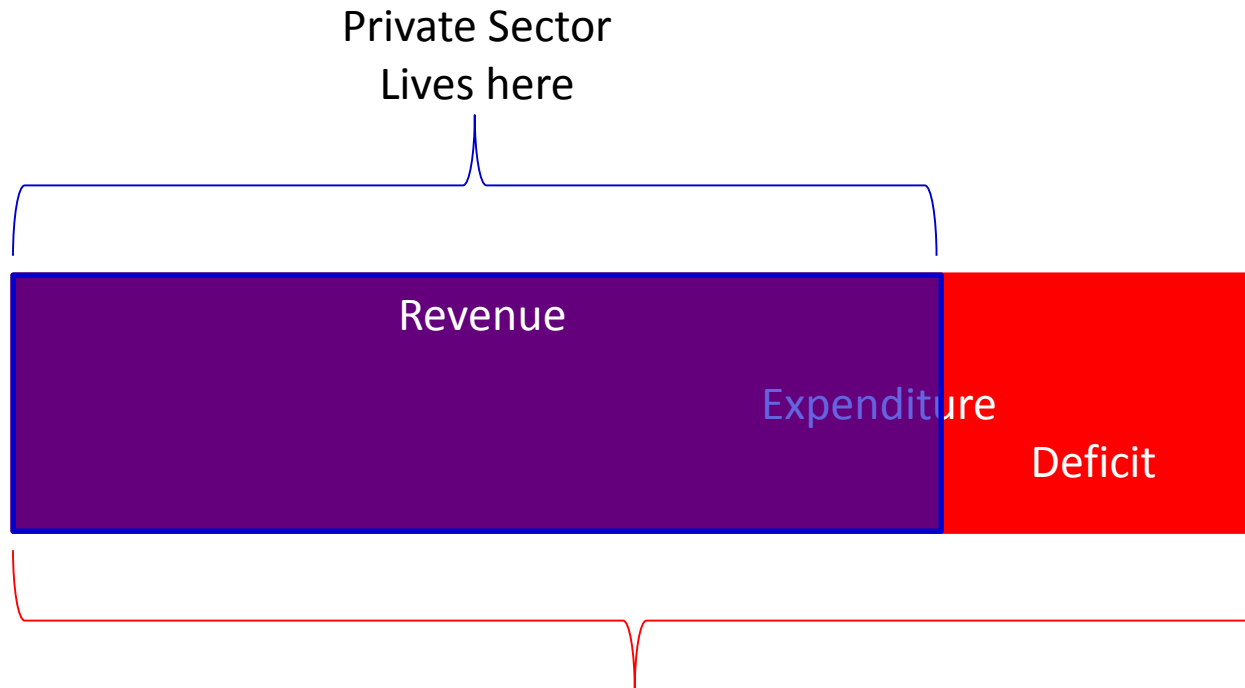 Private Sector
Lives here
Revenue
Expenditure
Deficit